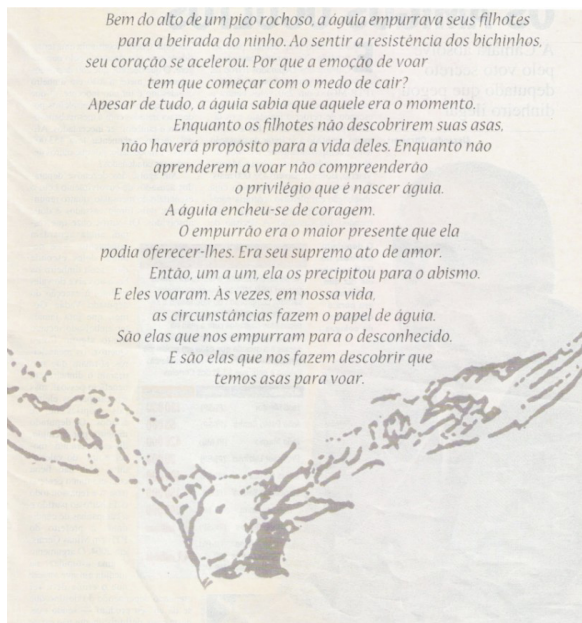 Bem do alto de um pico rochoso, a águia empurrava seus filhotes
para a beirada do ninho. Ao sentir a resistência dos bichinhos,
seu coração se acelerou. Por que a emoção de voar
tem que começar com o medo de cair?
Apesar de tudo, a águia sabia que aquele era o momento.
Enquanto os filhotes não descobrirem suas asas,
não haverá propósito para a vida deles. Enquanto não
aprenderem a voar não compreenderão
o privilégio que é nascer águia.
A águia encheu-se de coragem.
O empurrão era o maior presente que ela
podia oferecer-lhes. Era seu supremo ato de amor.
Então, um a um, ela os precipitou para o abismo.
E eles voaram. Às vezes, em nossa vida,
as circunstâncias fazem o papel de águia.
São elas que nos empurram para o desconhecido.
E são elas que nos fazem descobrir que
temos asas para voar.